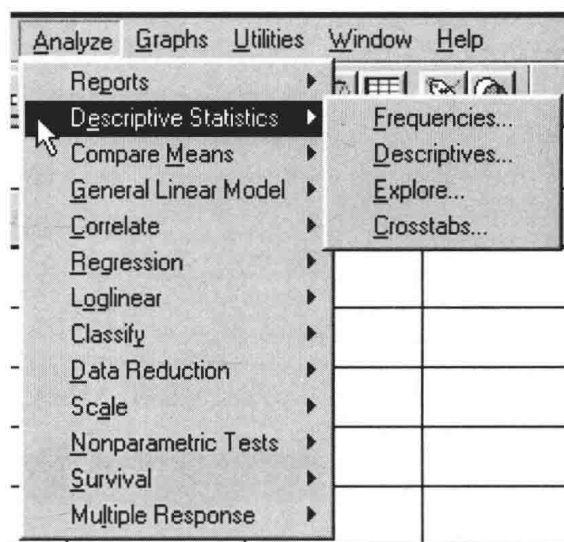 Analyze Graphs Utilities Window Help
Reports
Descriptive Statistics
Compare Means
General Linear Model
Correlate
Regression
Loglinear
Classify
Data Reduction
Scale
Nonparametric Tests
Survival
Multiple Response
Frequencies...
Descriptives...
Explore...
Crosstabs...